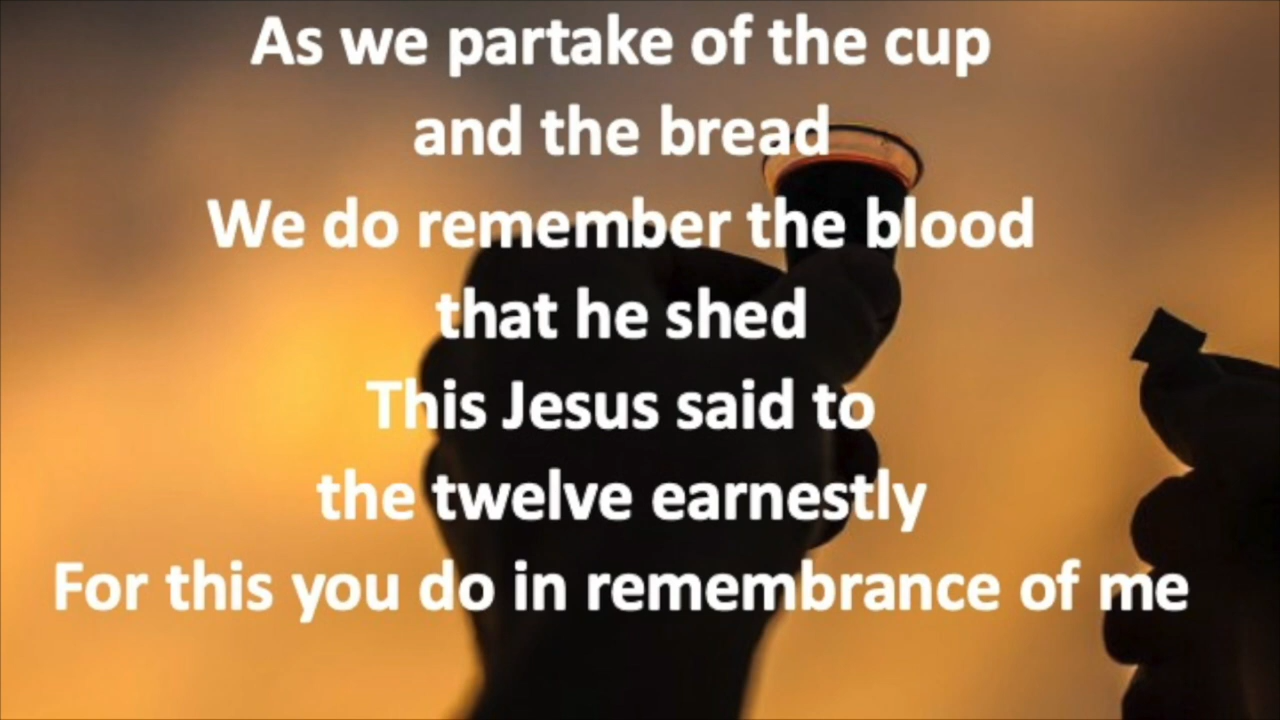 As we partake of the cup
and the bread
We do remember the blood
that he shed
This Jesus said to
the twelve earnestly
For this you do in remembrance of me